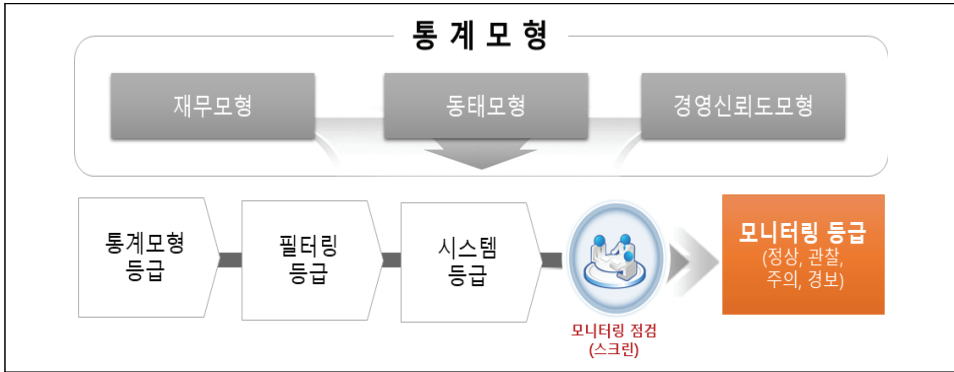 통계모형
재무모형
동태모형
경영신뢰도모형
통계모형
등급
필터링
등급
시스템
등급
모니터링 점검
(스크린)
모니터링 등급
(정상, 관찰,
주의, 경보)